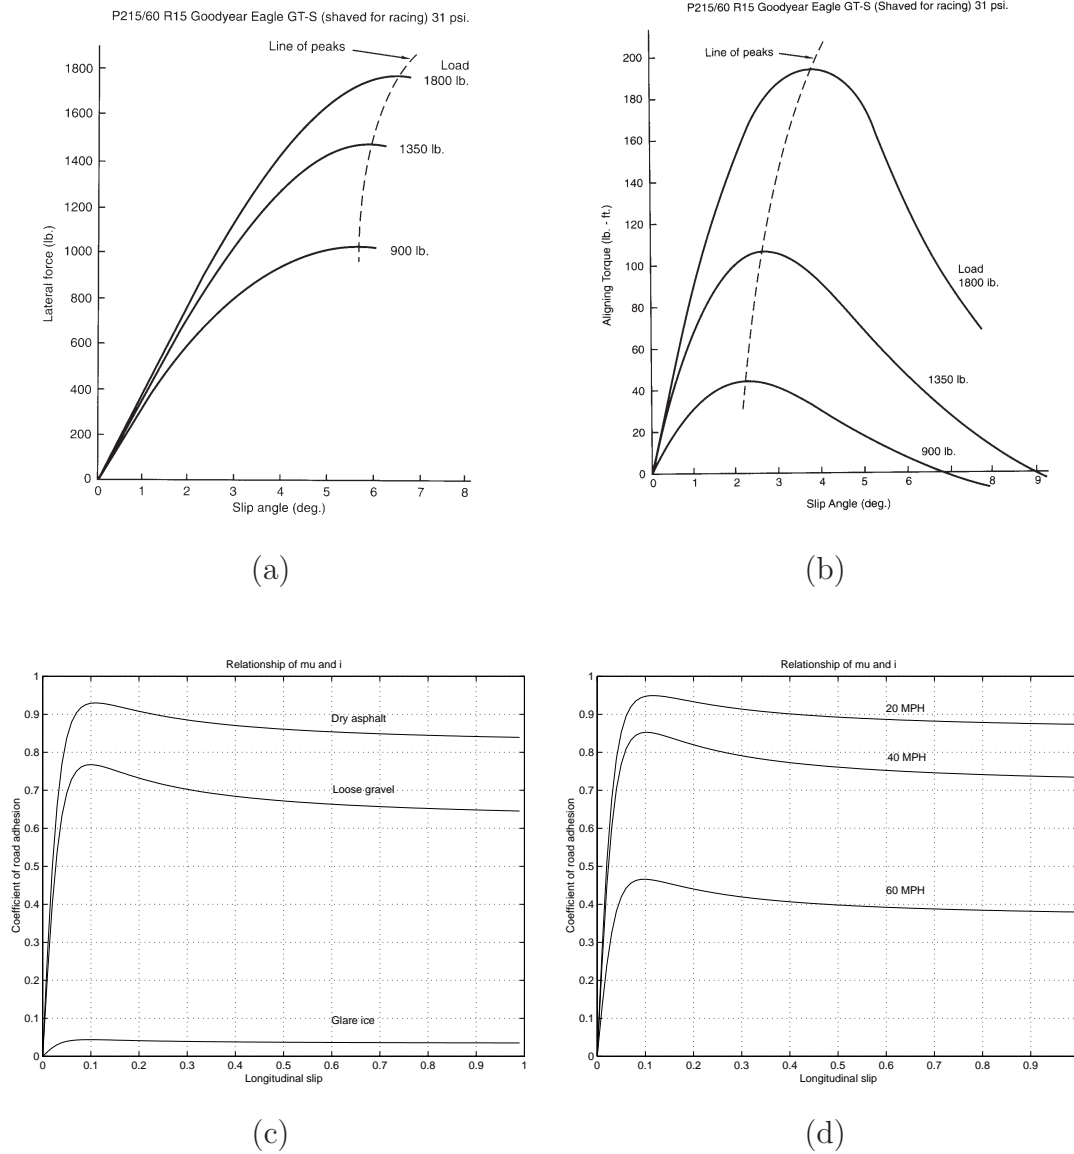 P215/60 R15 Goodyear Eagle GT-S (shaved for racing) 31 psi.
Line of peaks
Load
1800 lb.
1350 lb.
900 lb.
Lateral force (lb.)
1800
1600
1400
1200
1000
800
600
400
200
0
0 1 2 3 4 5 6 7 8
Slip angle (deg.)
(a)
P215/60 R15 Goodyear Eagle GT-S (Shaved for racing) 31 psi.
Line of peaks
Load
1800 ib.
1350 lb.
900 lb.
Aligning Torque (lb. - ft.)
200
180
160
140
120
100
80
60
40
20
0
0 1 2 3 4 5 6 8 9
Slip Angle (deg.)
(b)
Relationship of mu and i
Dry asphalt
Loose gravel
Glare ice
Coefficient of road adhesion
1
0.9
0.8
0.7
0.6
0.5
0.4
0.3
0.2
0.1
0
0 0.1 0.2 0.3 0.4 0.5 0.6 0.7 0.8 0.9 1
Longitudinal slip
(c)
Relationship of mu and i
20 MPH
40 MPH
60 MPH
Coefficient of road adhesion
1
0.9
0.8
0.7
0.6
0.5
0.4
0.3
0.2
0.1
0
0 0.1 0.2 0.3 0.4 0.5 0.6 0.7 0.8 0.9
Longitudinal slip
(d)